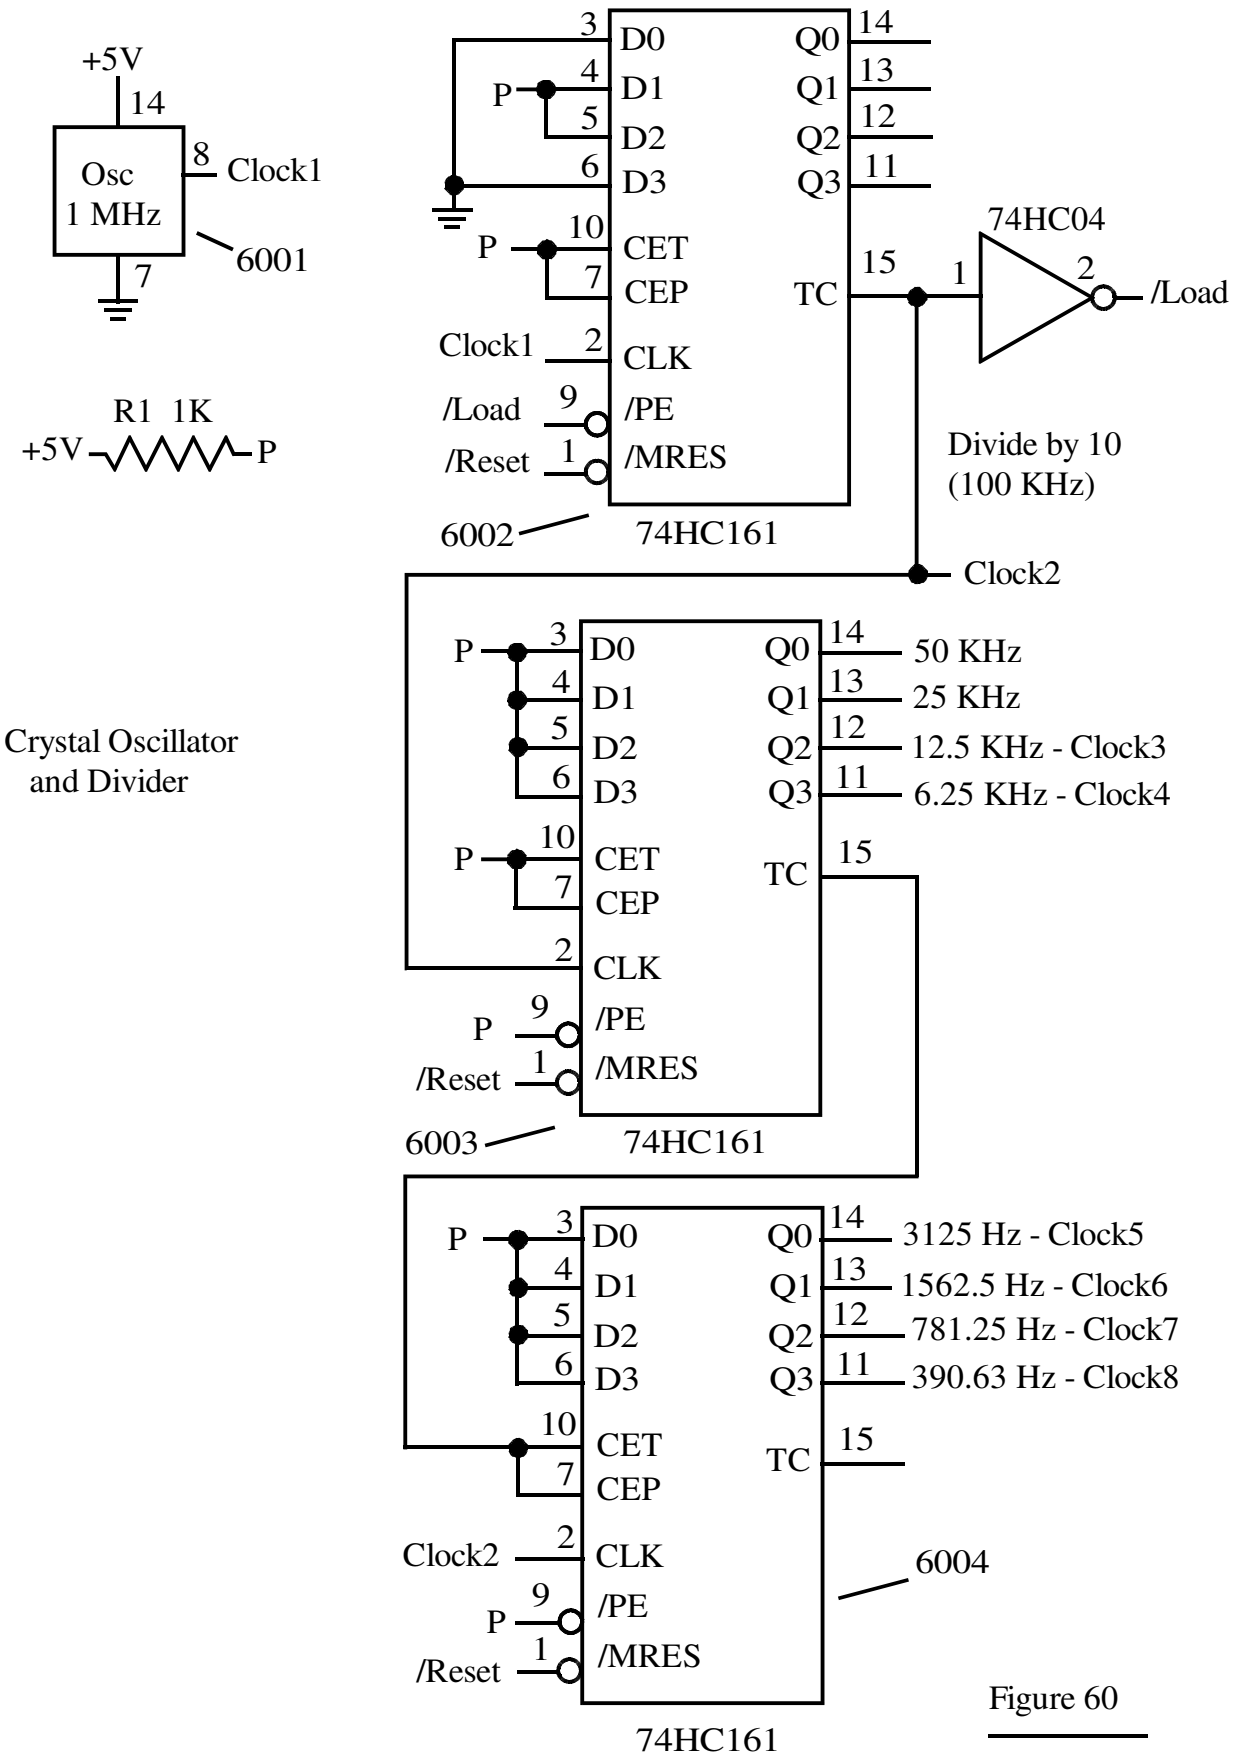 +5V
14
Osc
1 MHz
8
Clock1
7
6001
R1 1K
+5V
P
Crystal Oscillator
and Divider
3
D0
Q0
14
P
4
D1
Q1
13
5
D2
Q2
12
6
D3
Q3
11
P
10
CET
7
CEP
TC
15
74HC04
1
2
/Load
Clock1
2
CLK
/Load
9
/PE
/Reset
1
/MRES
Divide by 10
(100 KHz)
6002
74HC161
Clock2
P
3
D0
Q0
14
50 KHz
4
D1
Q1
13
25 KHz
5
D2
Q2
12
12.5 KHz - Clock3
6
D3
Q3
11
6.25 KHz - Clock4
P
10
CET
TC
15
7
CEP
2
CLK
P
9
/PE
/Reset
1
/MRES
6003
74HC161
P
3
D0
Q0
14
3125 Hz - Clock5
4
D1
Q1
13
1562.5 Hz - Clock6
5
D2
Q2
12
781.25 Hz - Clock7
6
D3
Q3
11
390.63 Hz - Clock8
10
CET
TC
15
7
CEP
Clock2
2
CLK
6004
P
9
/PE
/Reset
1
/MRES
74HC161
Figure 60